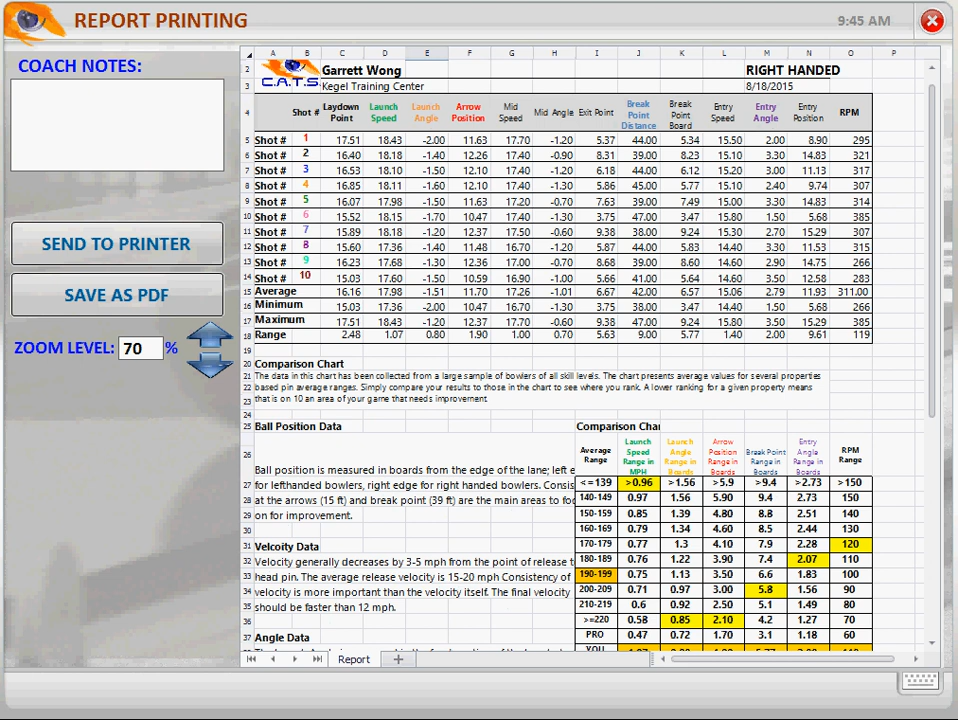 REPORT PRINTING
9:45 AM
COACH NOTES:
SEND TO PRINTER
SAVE AS PDF
ZOOM LEVEL: 70 %
A B C D E F G H I J K L M N O P
2 C.A.T.S. Garrett Wong RIGHT HANDED
3 Kegel Training Center 8/18/2015
4 Shot # Laydown Point Launch Speed Launch Angle Arrow Position Mid Speed Mid Angle Exit Point Break Point Distance Break Point Board Entry Speed Entry Angle Entry Position RPM
5 Shot # 1 17.51 18.43 -2.00 11.63 17.70 -1.20 5.37 44.00 5.34 15.50 2.00 8.90 295
6 Shot # 2 16.40 18.18 -1.40 12.26 17.40 -0.90 8.31 39.00 8.23 15.10 3.30 14.83 321
7 Shot # 3 16.53 18.10 -1.50 12.10 17.40 -1.20 6.18 44.00 6.12 15.20 3.00 11.13 317
8 Shot # 4 16.85 18.11 -1.60 12.10 17.40 -1.30 5.86 45.00 5.77 15.10 2.40 9.74 307
9 Shot # 5 16.07 17.98 -1.50 11.63 17.20 -0.70 7.63 39.00 7.49 15.00 3.30 14.83 314
10 Shot # 6 15.52 18.15 -1.70 10.47 17.40 -1.30 3.75 47.00 3.47 15.80 1.50 5.68 385
11 Shot # 7 15.89 18.18 -1.20 12.37 17.50 -0.60 9.38 38.00 9.24 15.30 2.70 15.29 307
12 Shot # 8 15.60 17.36 -1.40 11.48 16.70 -1.20 5.87 44.00 5.83 14.40 3.30 11.53 315
13 Shot # 9 16.23 17.68 -1.30 12.36 17.00 -0.70 8.68 39.00 8.60 14.60 2.90 14.75 266
14 Shot # 10 15.03 17.60 -1.50 10.59 16.90 -1.00 5.66 41.00 5.64 14.60 3.50 12.58 283
15 Average 16.16 17.98 -1.51 11.70 17.26 -1.01 6.67 42.00 6.57 15.06 2.79 11.93 311.00
16 Minimum 15.03 17.36 -2.00 10.47 16.70 -1.30 3.75 38.00 3.47 14.40 1.50 5.68 266
17 Maximum 17.51 18.43 -1.20 12.37 17.70 -0.60 9.38 47.00 9.24 15.80 3.50 15.29 385
18 Range 2.48 1.07 0.80 1.90 1.00 0.70 5.63 9.00 5.77 1.40 2.00 9.61 119
19
20 Comparison Chart
21 The data in this chart has been collected from a large sample of bowlers of all skill levels. The chart presents average values for several properties
22 based pin average ranges. Simply compare your results to those in the chart to see where you rank. A lower ranking for a given property means
23 that is on 10 an area of your game that needs improvement.
24
25 Ball Position Data Comparison Char
26 Average Range Launch Speed Range in MPH Launch Angle Range in Boards Arrow Position Range in Boards Break Point Range in Boards Entry Angle Range in Boards RPM Range
Ball position is measured in boards from the edge of the lane; left e
27 for lefthanded bowlers, right edge for right handed bowlers. Consis <=139 >0.96 >1.56 >5.9 >9.4 >2.73 >150
28 at the arrows (15 ft) and break point (39 ft) are the main areas to foc 140-149 0.97 1.56 5.90 9.4 2.73 150
29 on for improvement. 150-159 0.85 1.39 4.80 8.8 2.51 140
30 160-169 0.79 1.34 4.60 8.5 2.44 130
31 Velcoity Data 170-179 0.77 1.3 4.10 7.9 2.28 120
32 Velocity generally decreases by 3-5 mph from the point of release t 180-189 0.76 1.22 3.90 7.4 2.07 110
33 head pin. The average release velocity is 15-20 mph Consistency of 190-199 0.75 1.13 3.50 6.6 1.83 100
34 velocity is more important than the velocity itself. The final velocity 200-209 0.71 0.97 3.00 5.8 1.56 90
35 should be faster than 12 mph. 210-219 0.6 0.92 2.50 5.1 1.49 80
36 >=220 0.58 0.85 2.10 4.2 1.27 70
37 Angle Data PRO 0.47 0.72 1.70 3.1 1.18 60
YOU
Report